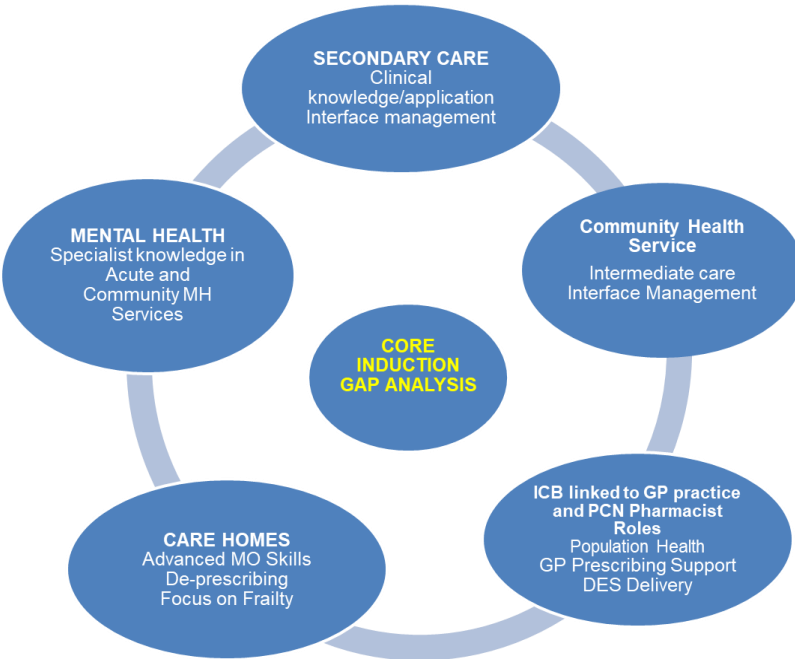 SECONDARY CARE
Clinical
knowledge/application
Interface management
MENTAL HEALTH
Specialist knowledge in
Acute and
Community MH
Services
Community Health
Service
Intermediate care
Interface Management
CORE
INDUCTION
GAP ANALYSIS
CARE HOMES
Advanced MO Skills
De-prescribing
Focus on Frailty
ICB linked to GP practice
and PCN Pharmacist
Roles
Population Health
GP Prescribing Support
DES Delivery